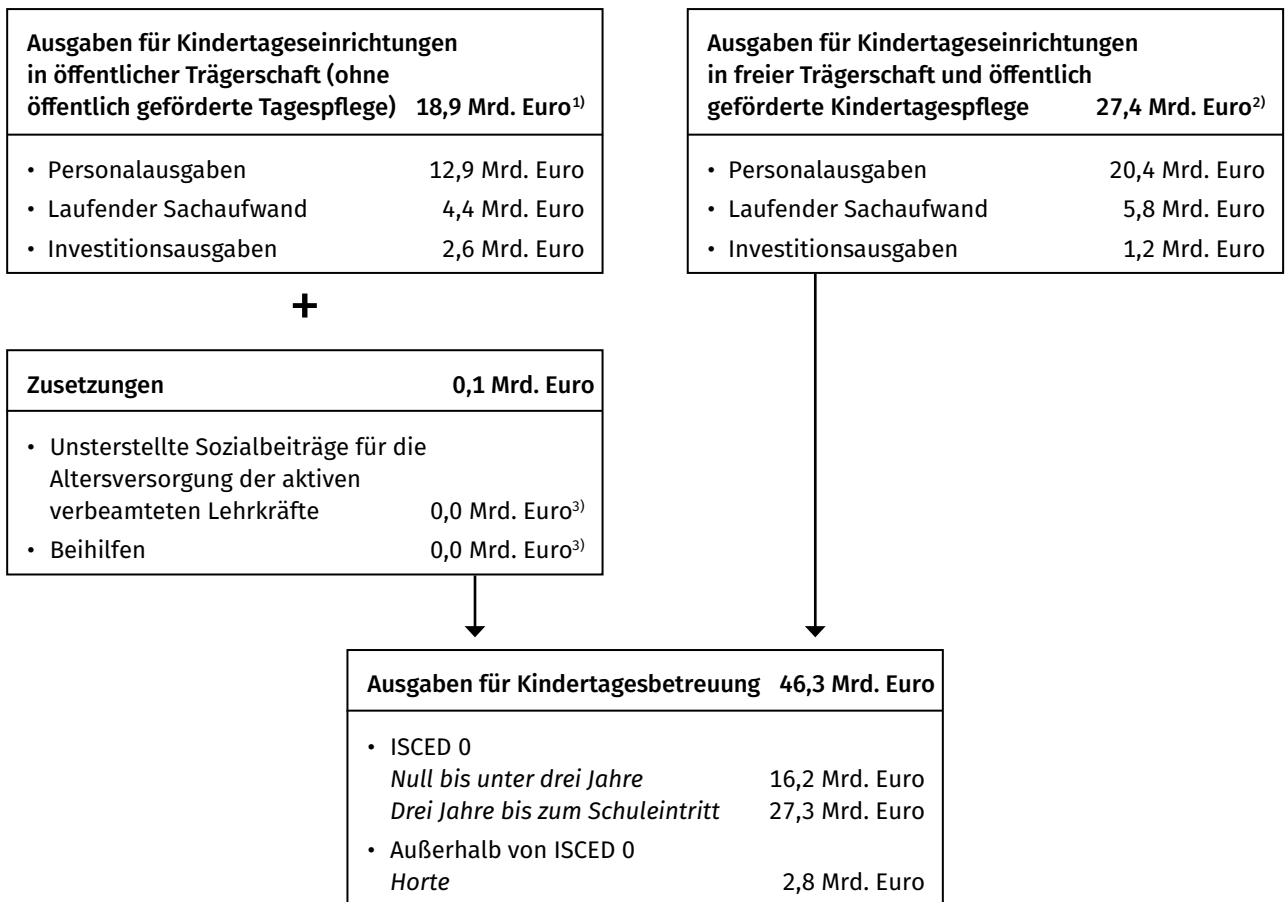 Ausgaben für Kindertageseinrichtungen
in öffentlicher Trägerschaft (ohne
öffentlich geförderte Tagespflege) 18,9 Mrd. Euro1)
• Personalausgaben 12,9 Mrd. Euro
• Laufender Sachaufwand 4,4 Mrd. Euro
• Investitionsausgaben 2,6 Mrd. Euro
Ausgaben für Kindertageseinrichtungen
in freier Trägerschaft und öffentlich
geförderte Kindertagespflege 27,4 Mrd. Euro2)
• Personalausgaben 20,4 Mrd. Euro
• Laufender Sachaufwand 5,8 Mrd. Euro
• Investitionsausgaben 1,2 Mrd. Euro
+
Zusetzungen 0,1 Mrd. Euro
• Unsterstellte Sozialbeiträge für die
Altersversorgung der aktiven
verbeamteten Lehrkräfte 0,0 Mrd. Euro3)
• Beihilfen 0,0 Mrd. Euro3)
Ausgaben für Kindertagesbetreuung 46,3 Mrd. Euro
• ISCED 0
Null bis unter drei Jahre 16,2 Mrd. Euro
Drei Jahre bis zum Schuleintritt 27,3 Mrd. Euro
• Außerhalb von ISCED 0
Horte 2,8 Mrd. Euro